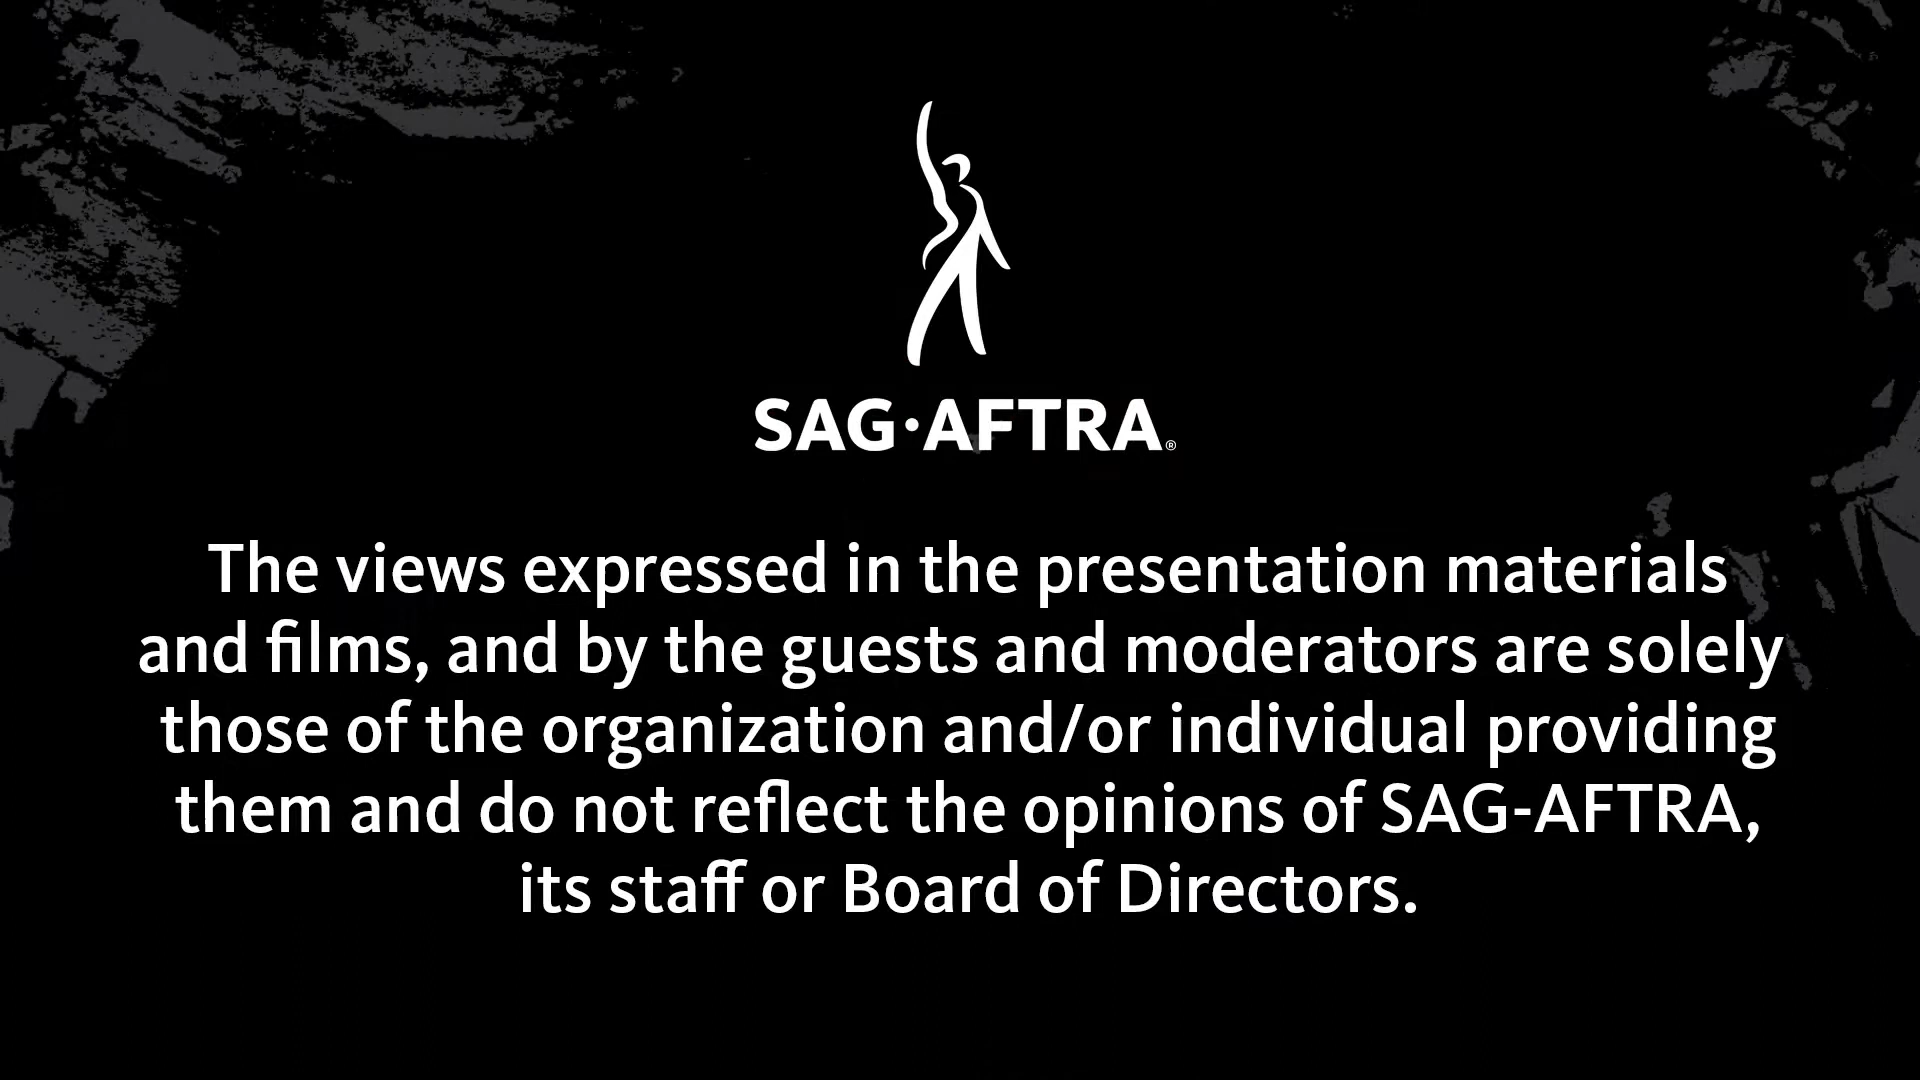 SAG·AFTRA®
The views expressed in the presentation materials
and films, and by the guests and moderators are solely
those of the organization and/or individual providing
them and do not reflect the opinions of SAG-AFTRA,
its staff or Board of Directors.